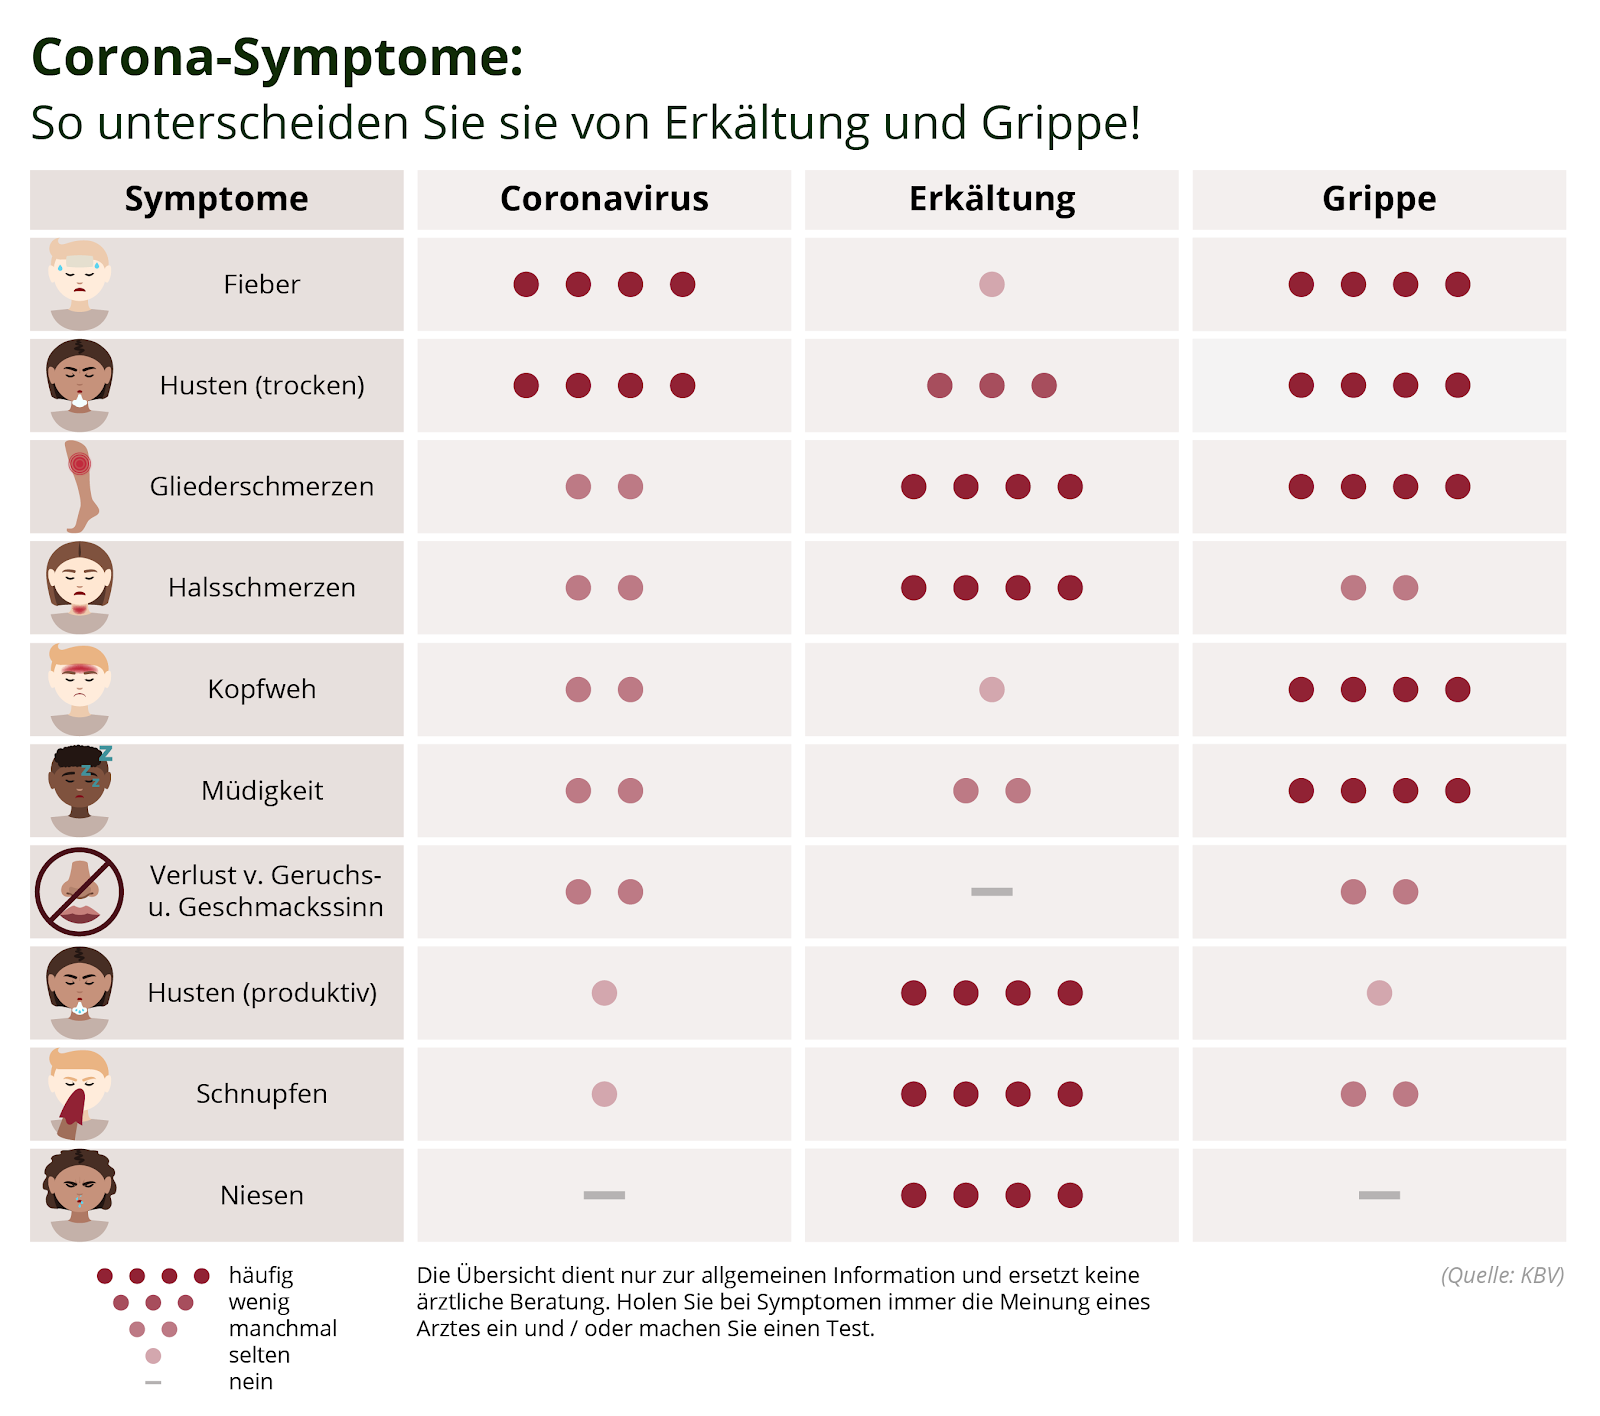 Corona-Symptome:
So unterscheiden Sie sie von Erkältung und Grippe!
Symptome
Coronavirus
Erkältung
Grippe
Fieber
Husten (trocken)
Gliederschmerzen
Halsschmerzen
Kopfweh
Z
Z
Z
Müdigkeit
Verlust v. Geruchs-
u. Geschmackssinn
Husten (produktiv)
Schnupfen
Niesen
häufig
wenig
manchmal
selten
nein
Die Übersicht dient nur zur allgemeinen Information und ersetzt keine
ärztliche Beratung. Holen Sie bei Symptomen immer die Meinung eines
Arztes ein und / oder machen Sie einen Test.
(Quelle: KBV)